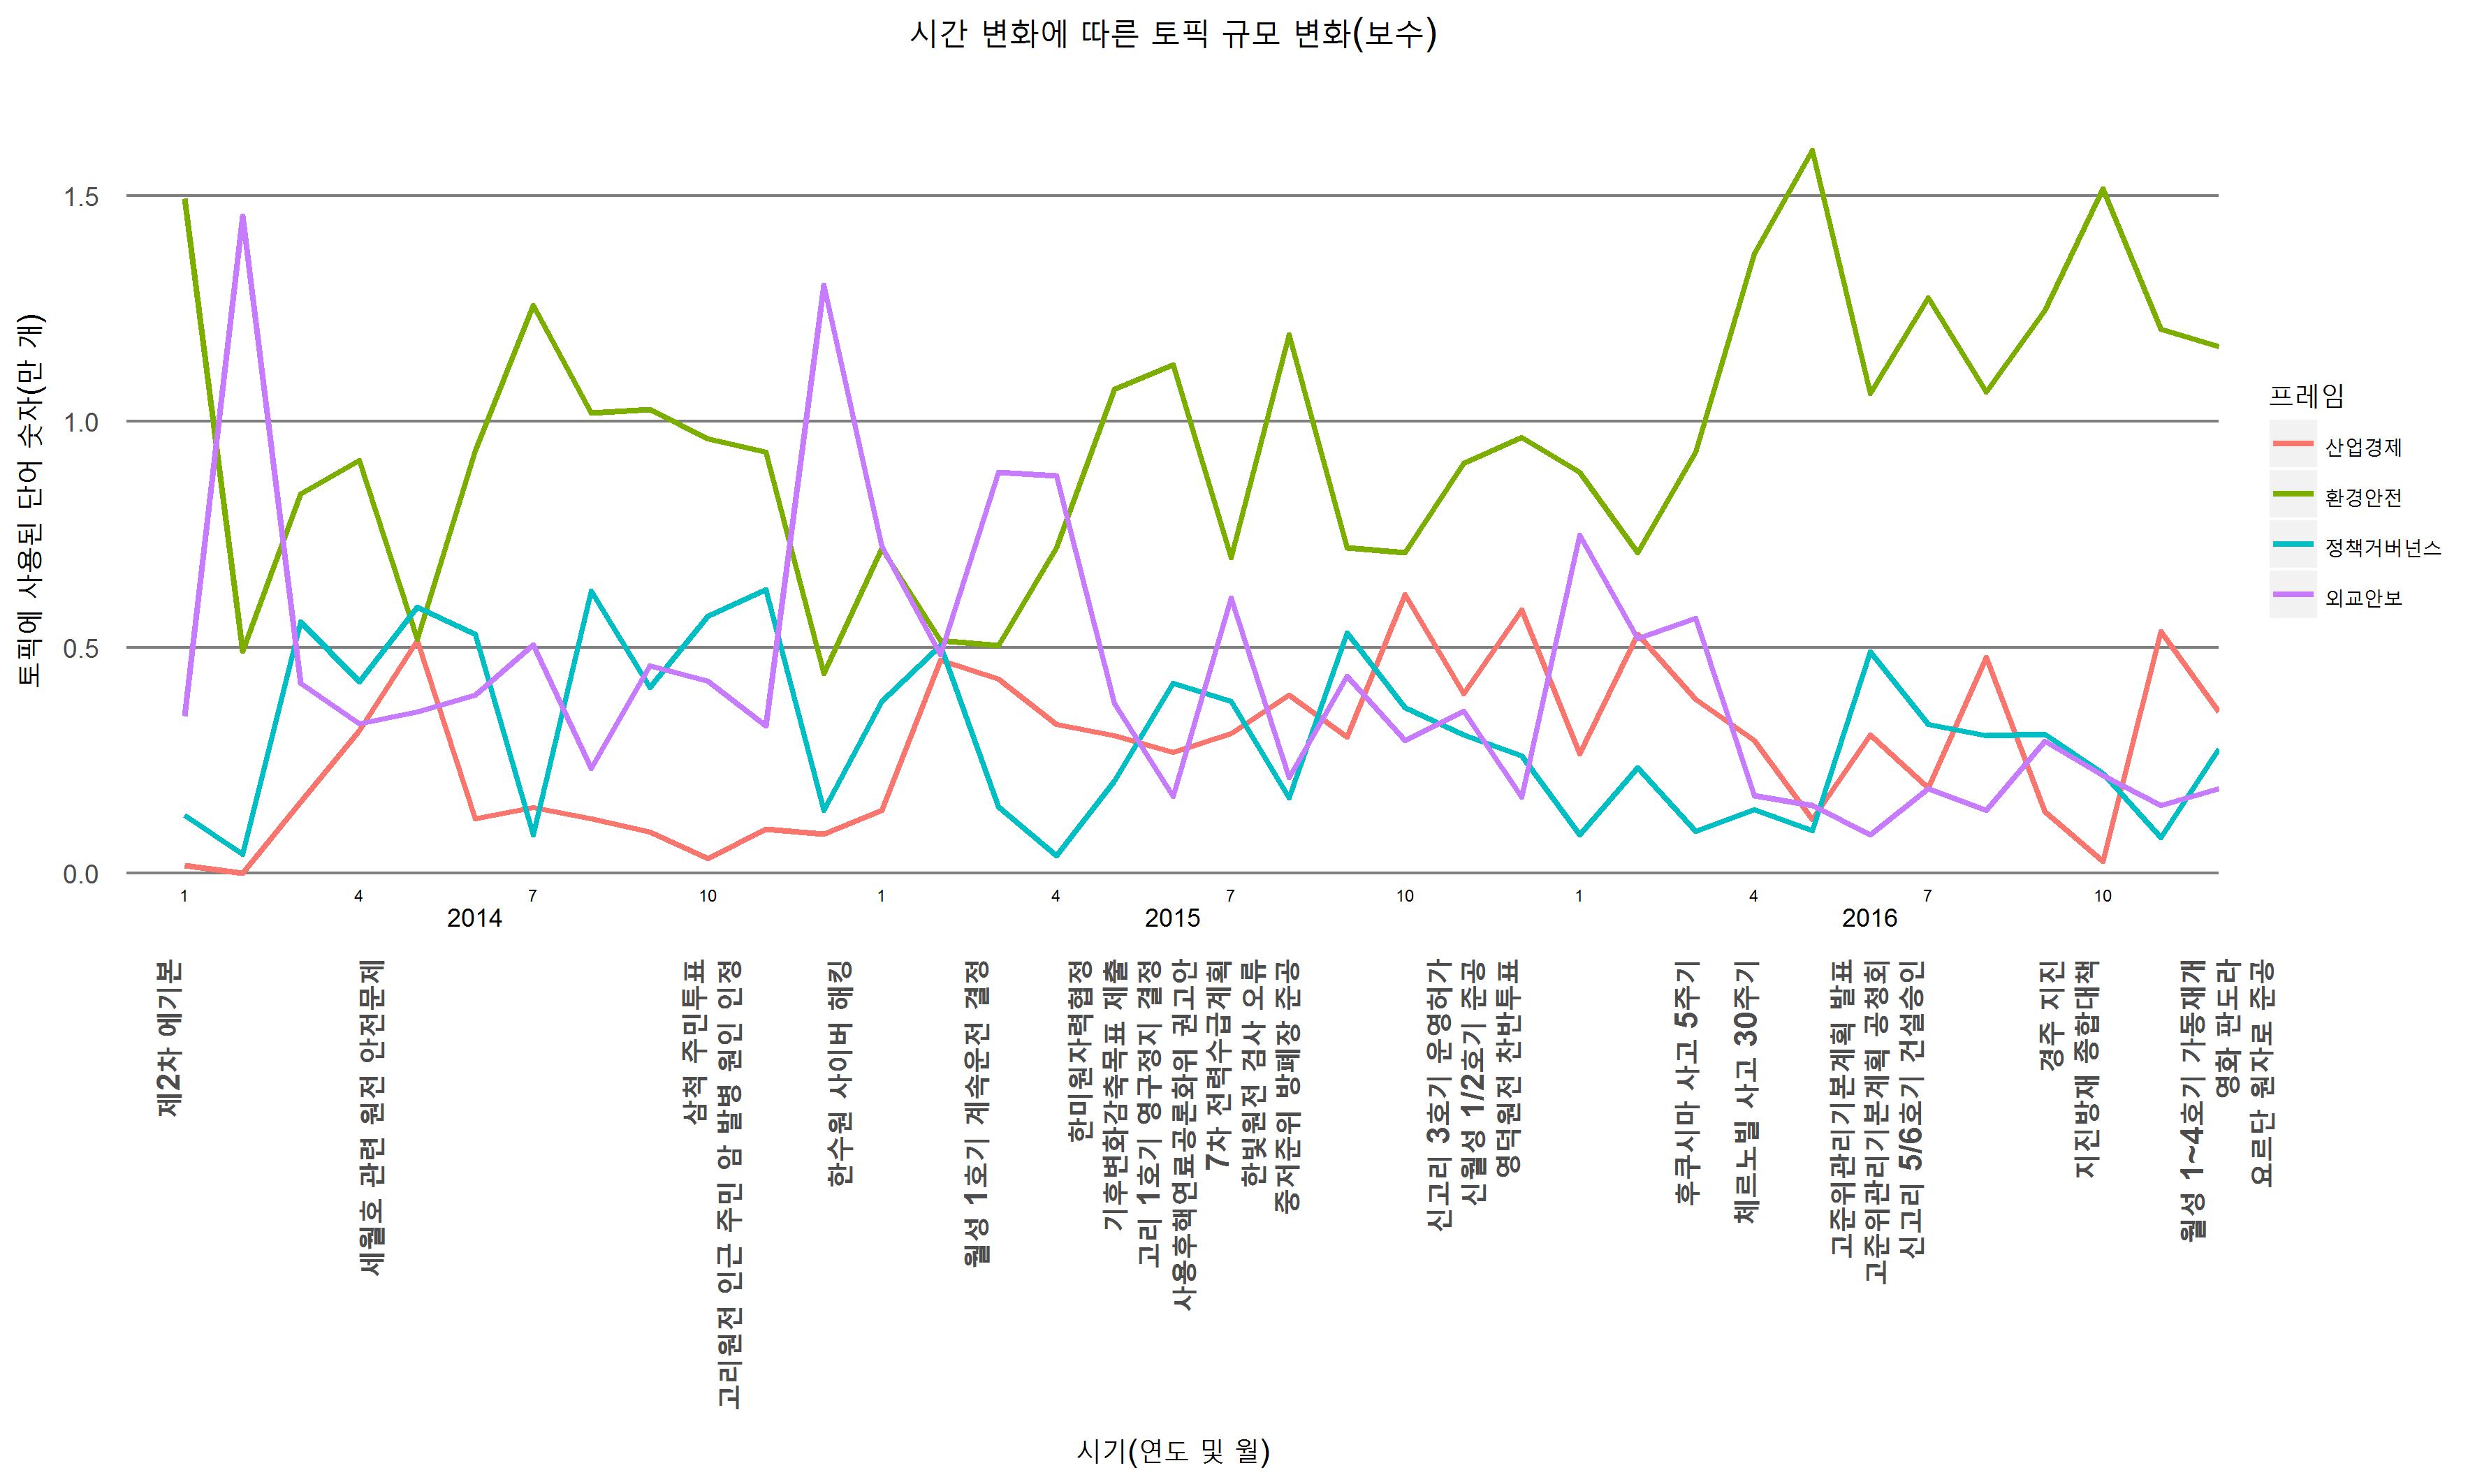 시간 변화에 따른 토픽 규모 변화(보수)
토픽에 사용된 단어 숫자(만 개)
1.5
1.0
0.5
0.0
프레임
산업경제
환경안전
정책거버넌스
외교안보
1
4
7
10
1
4
7
10
1
4
7
10
2014
2015
2016
제2차 에기본
세월호 관련 원전 안전문제
삼척 주민투표
고리원전 인근 주민 암 발병 원인 인정
한수원 사이버 해킹
월성 1호기 계속운전 결정
한미원자력협정
기후변화감축목표 제출
고리 1호기 영구정지 결정
사용후핵연료공론화위 권고안
7차 전력수급계획
한빛원전 검사 오류
중저준위 방폐장 준공
신고리 3호기 운영허가
신월성 1/2호기 준공
영덕원전 찬반투표
후쿠시마 사고 5주기
체르노빌 사고 30주기
고준위관리기본계획 발표
고준위관리기본계획 공청회
신고리 5/6호기 건설승인
경주 지진
지진방재 종합대책
월성 1~4호기 가동재개
영화 판도라
요르단 원자로 준공
시기(연도 및 월)